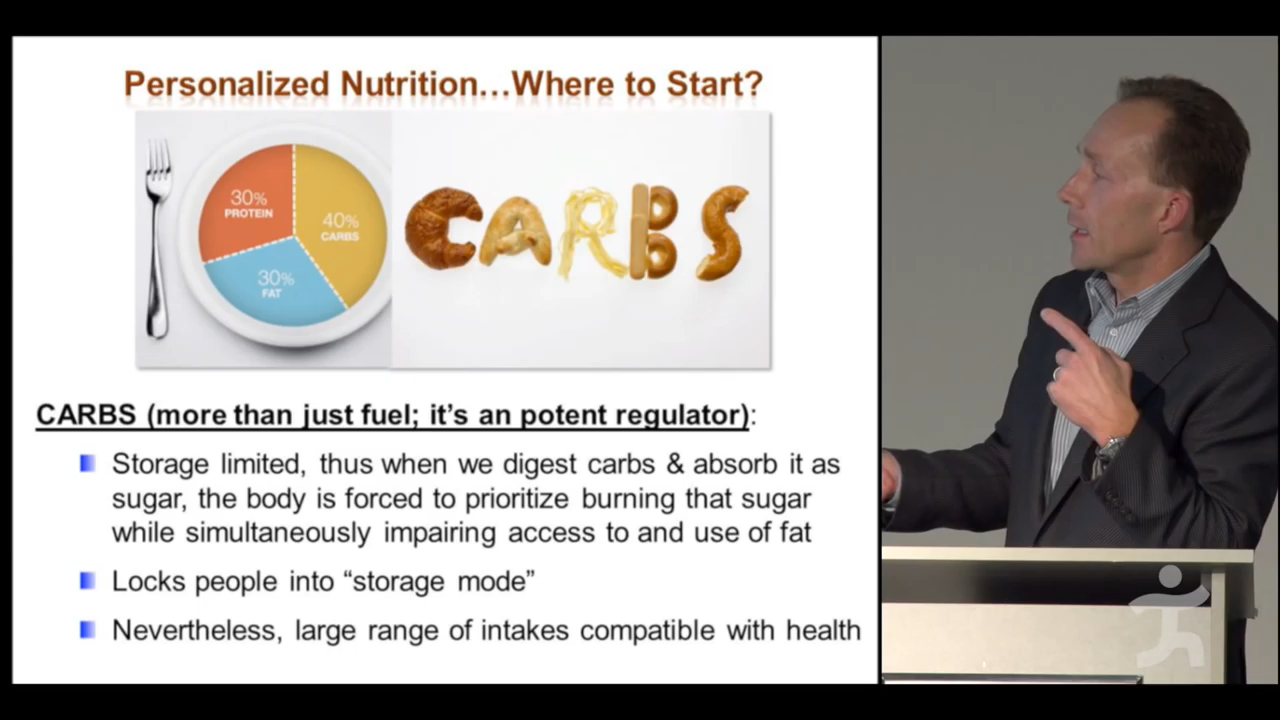 Personalized Nutrition...Where to Start?
30%
PROTEIN
40%
CARBS
30%
FAT
CARBS
CARBS (more than just fuel; it's an potent regulator):
Storage limited, thus when we digest carbs & absorb it as
sugar, the body is forced to prioritize burning that sugar
while simultaneously impairing access to and use of fat
Locks people into “storage mode”
Nevertheless, large range of intakes compatible with health